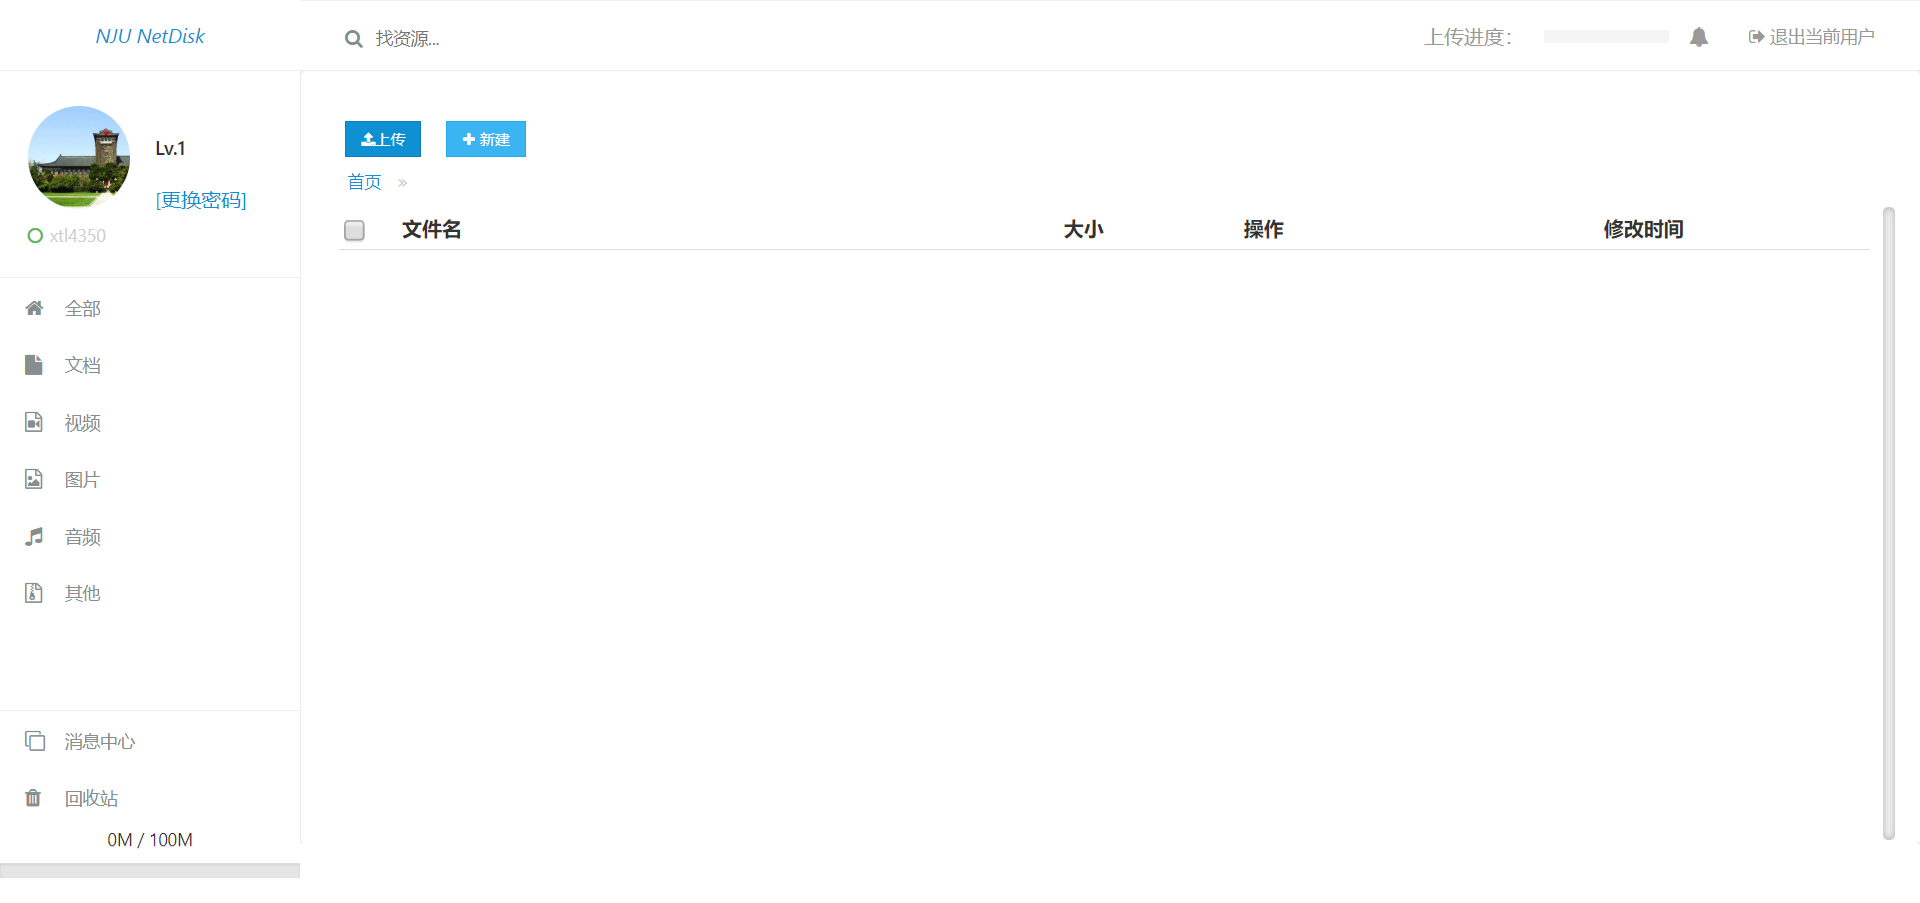 NJU NetDisk
找资源...
上传进度：
退出当前用户
Lv.1
[更换密码]
xtl4350
上传
新建
首页 »
文件名 大小 操作 修改时间
全部
文档
视频
图片
音频
其他
消息中心
回收站
0M / 100M